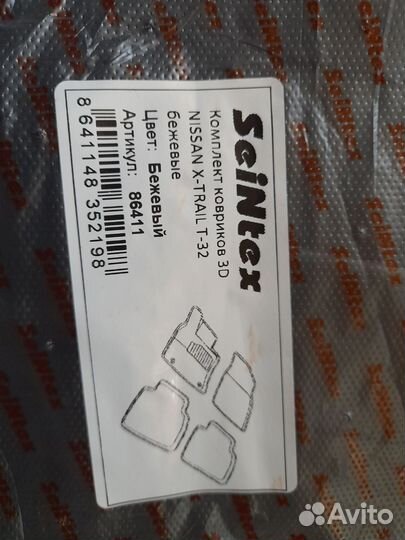 SeiNtex
Комплект ковриков 3D
NISSAN X-TRAIL T-32
бежевые
Цвет: Бежевый
Артикул: 86411
8 641148 352198
Avito